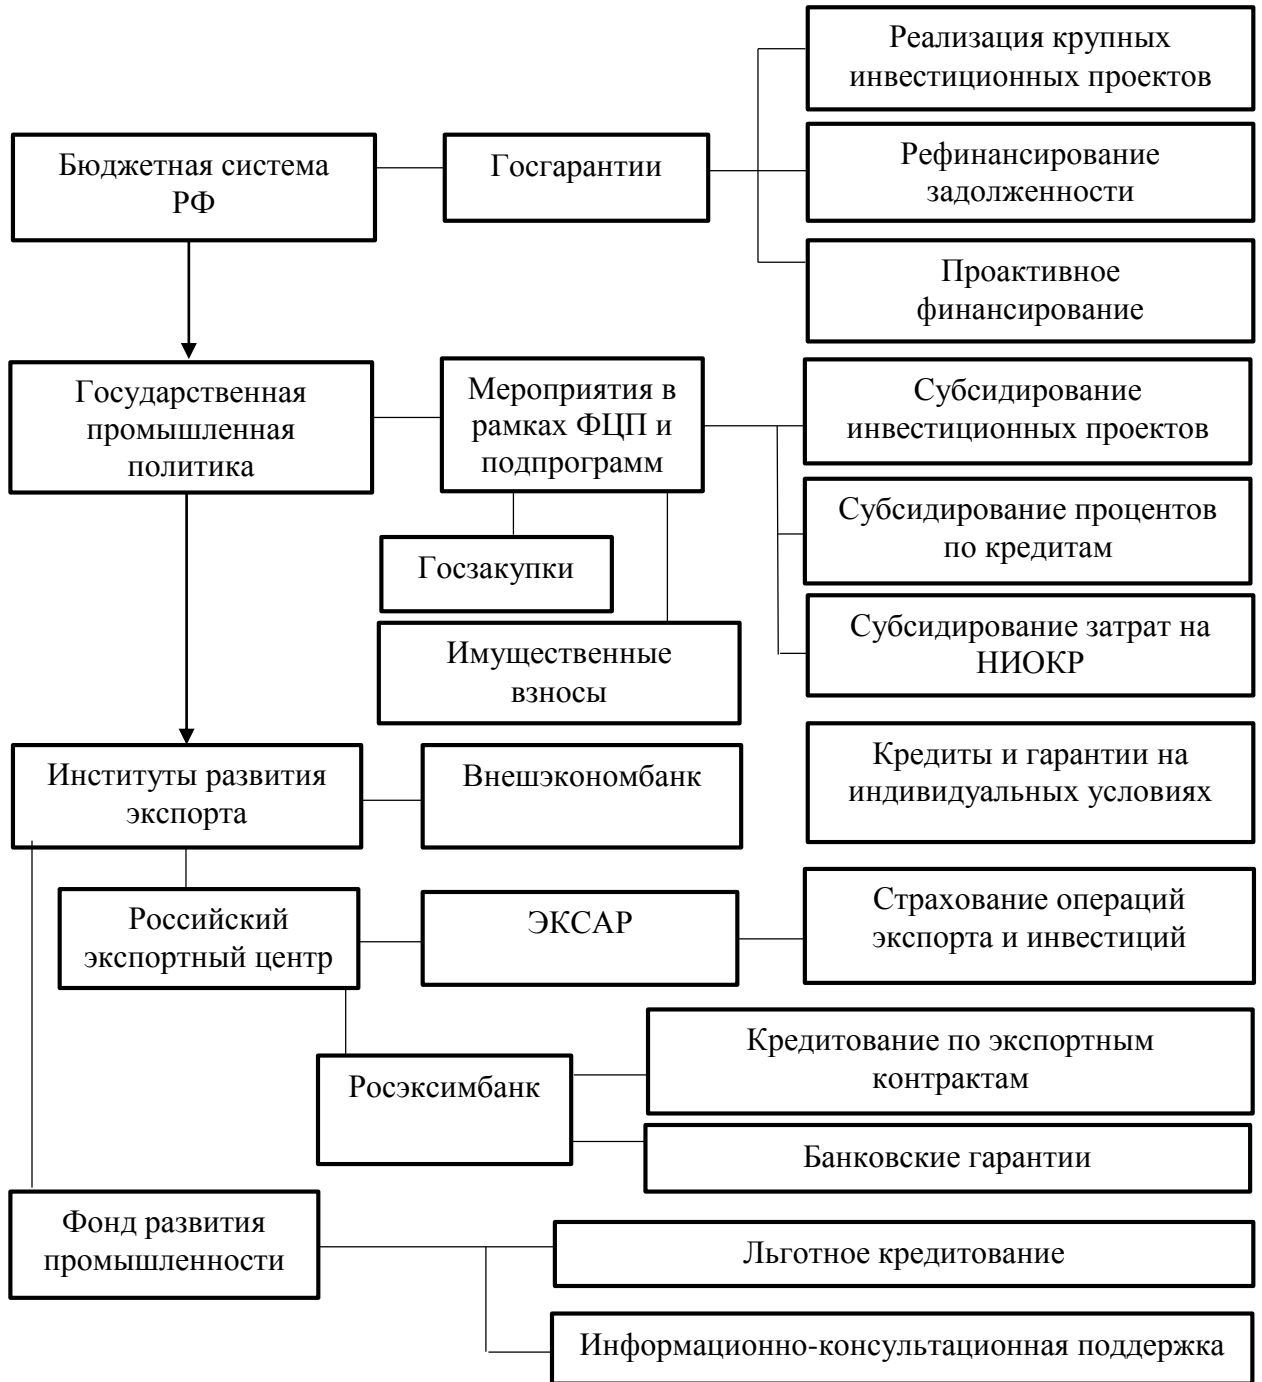 Реализация крупных
инвестиционных проектов
Бюджетная система
РФ
Госгарантии
Рефинансирование
задолженности
Проактивное
финансирование
Государственная
промышленная
политика
Мероприятия в
рамках ФЦП и
подпрограмм
Субсидирование
инвестиционных проектов
Субсидирование процентов
по кредитам
Госзакупки
Субсидирование затрат на
НИОКР
Имущественные
взносы
Институты развития
экспорта
Внешэкономбанк
Кредиты и гарантии на
индивидуальных условиях
Российский
экспортный центр
ЭКСАР
Страхование операций
экспорта и инвестиций
Кредитование по экспортным
контрактам
Росэксимбанк
Банковские гарантии
Фонд развития
промышленности
Льготное кредитование
Информационно-консультационная поддержка